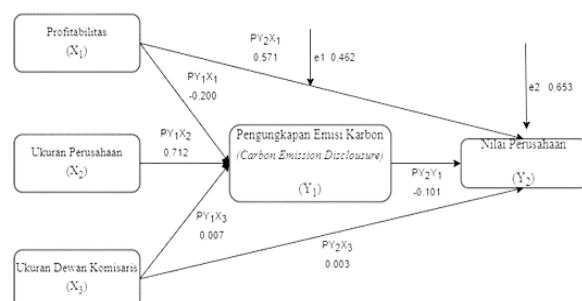 Profitabilitas
(X1)
PY2X1
0.571
e1 0,462
e2 0.653
PY1X1
-0,200
Ukuran Perusahaan
(X2)
PY1X2
0,712
Pengungkapan Emisi Karbon
(Carbon Emission Disclousure)
(Y1)
Nilai Perusahaan
(Y2)
PY2Y1
-0,101
PY1X3
0.007
PY2X3
0.003
Ukuran Dewan Komisaris
(X3)